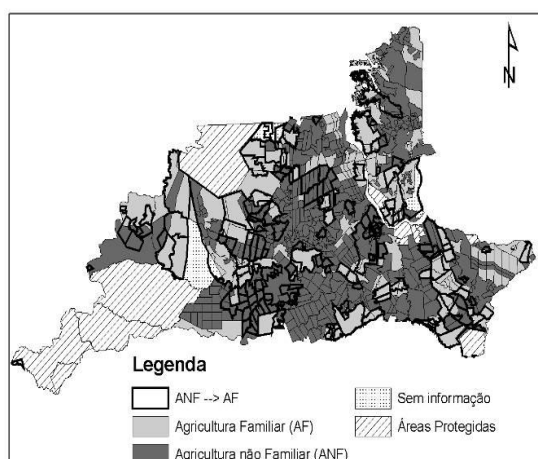 N
Legenda
ANF --> AF
Agricultura Familiar (AF)
Agricultura não Familiar (ANF)
Sem informação
Áreas Protegidas